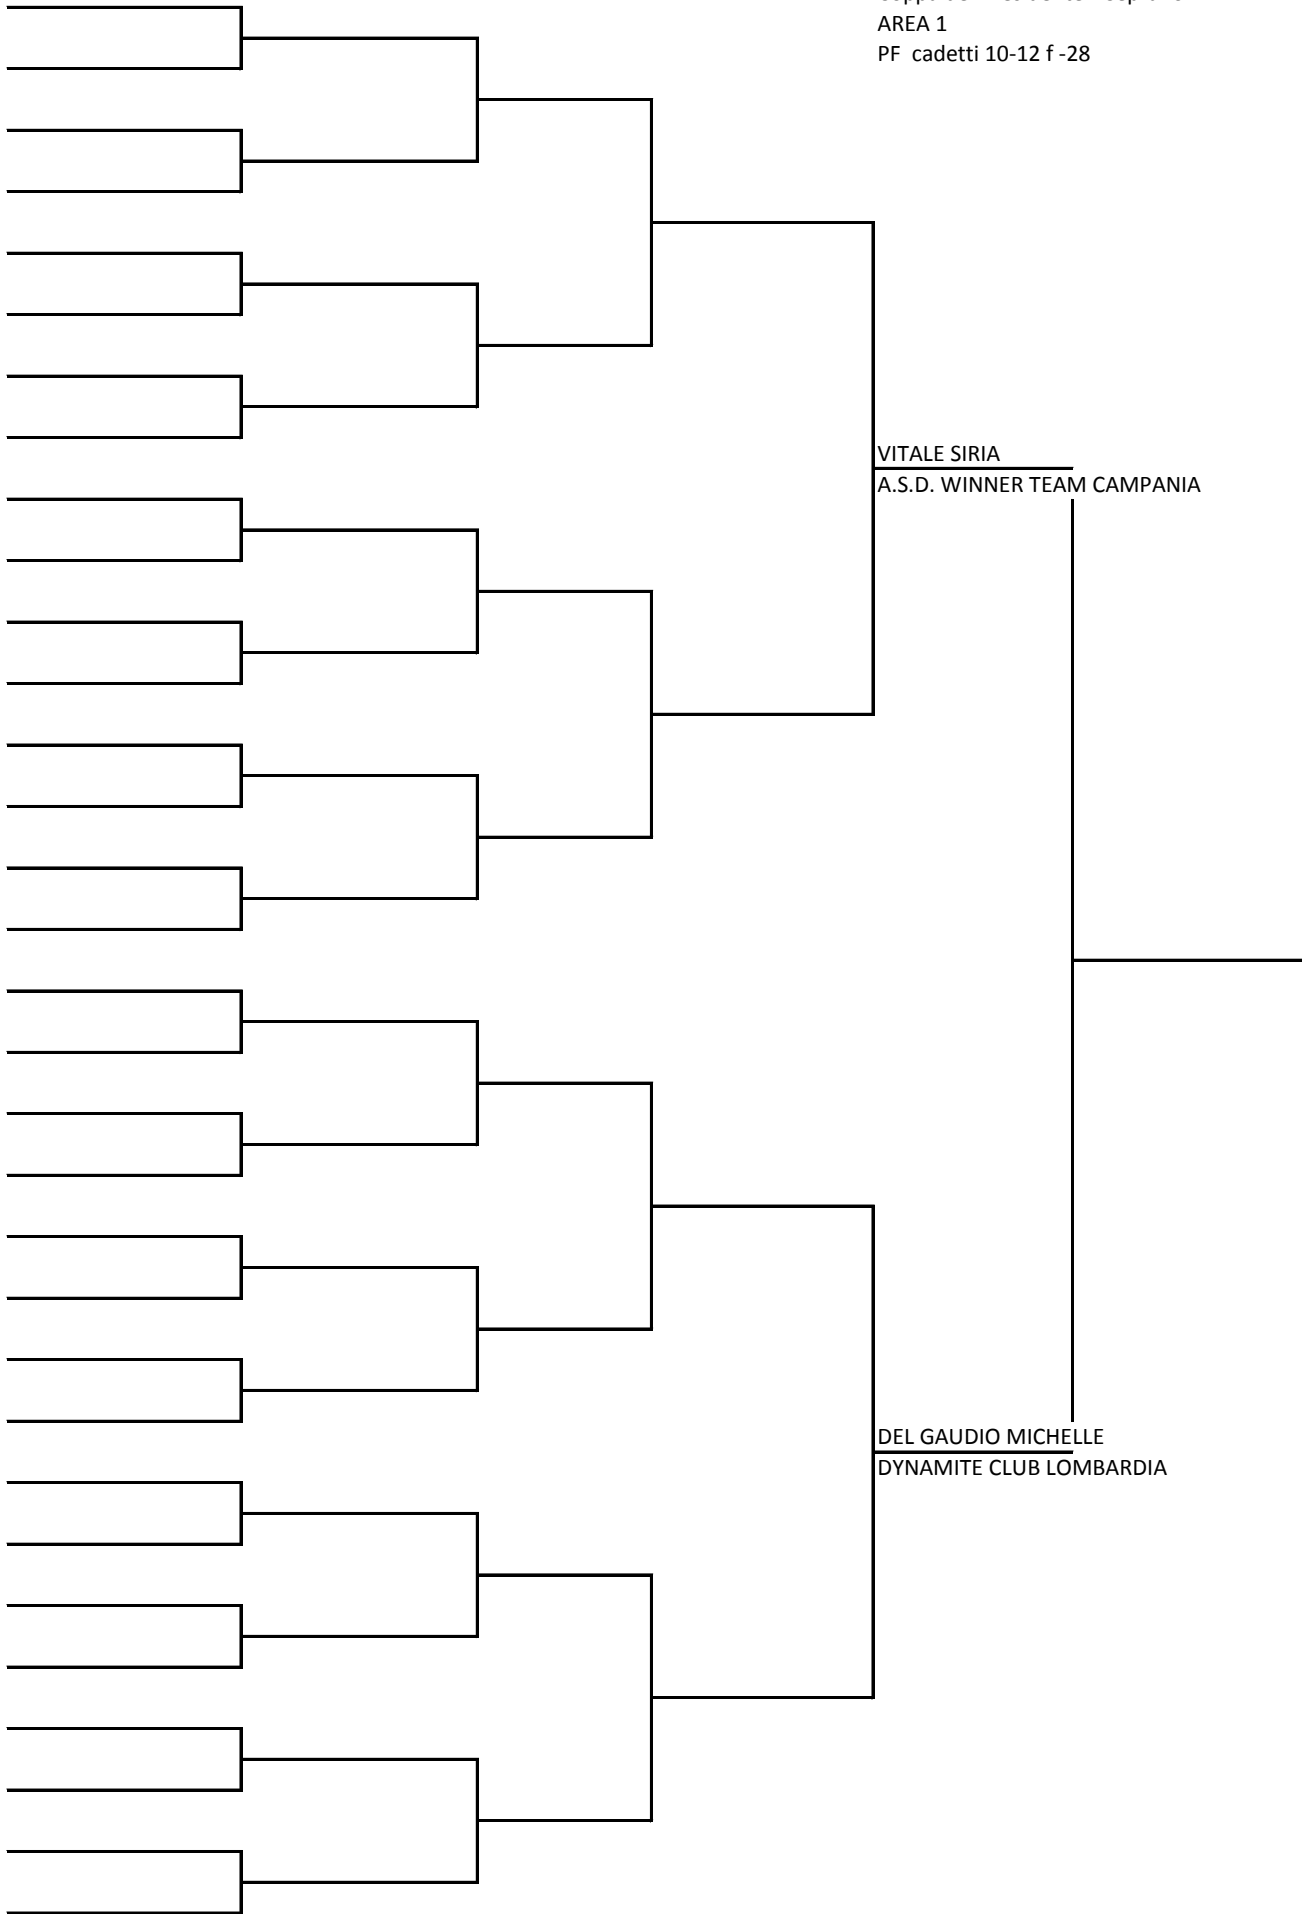 AREA 1
PF cadetti 10-12 f -28
VITALE SIRIA
A.S.D. WINNER TEAM CAMPANIA
DEL GAUDIO MICHELLE
DYNAMITE CLUB LOMBARDIA